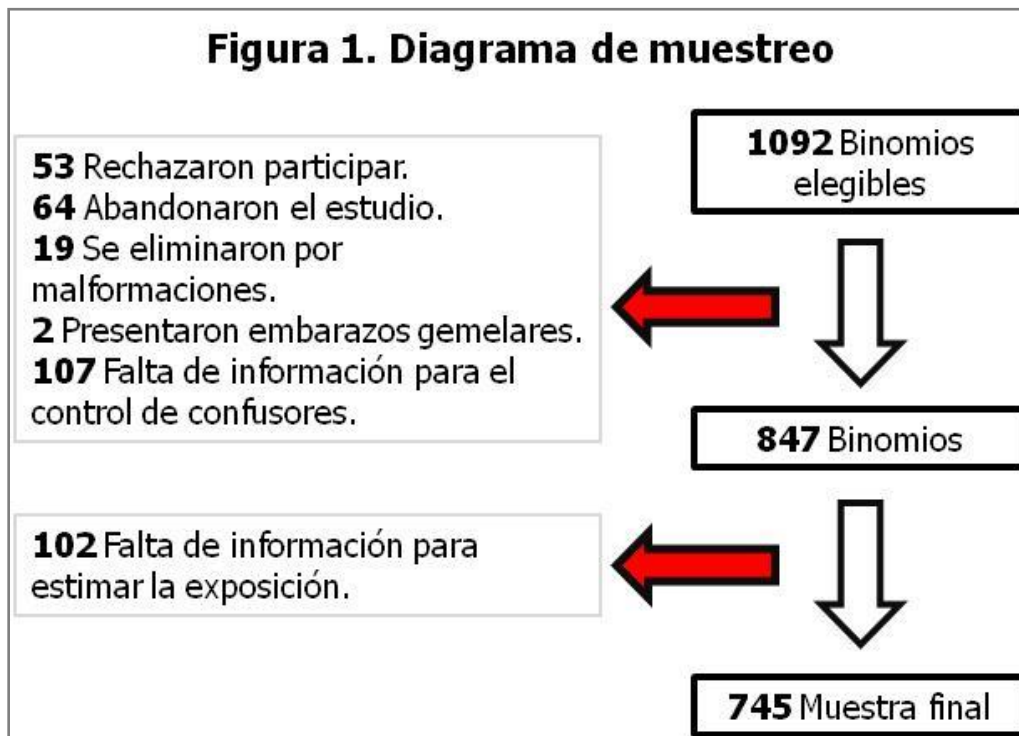 Figura 1. Diagrama de muestreo
1092 Binomios
elegibles
53 Rechazaron participar.
64 Abandonaron el estudio.
19 Se eliminaron por
malformaciones.
2 Presentaron embarazos gemelares.
107 Falta de información para el
control de confusores.
847 Binomios
102 Falta de información para
estimar la exposición.
745 Muestra final